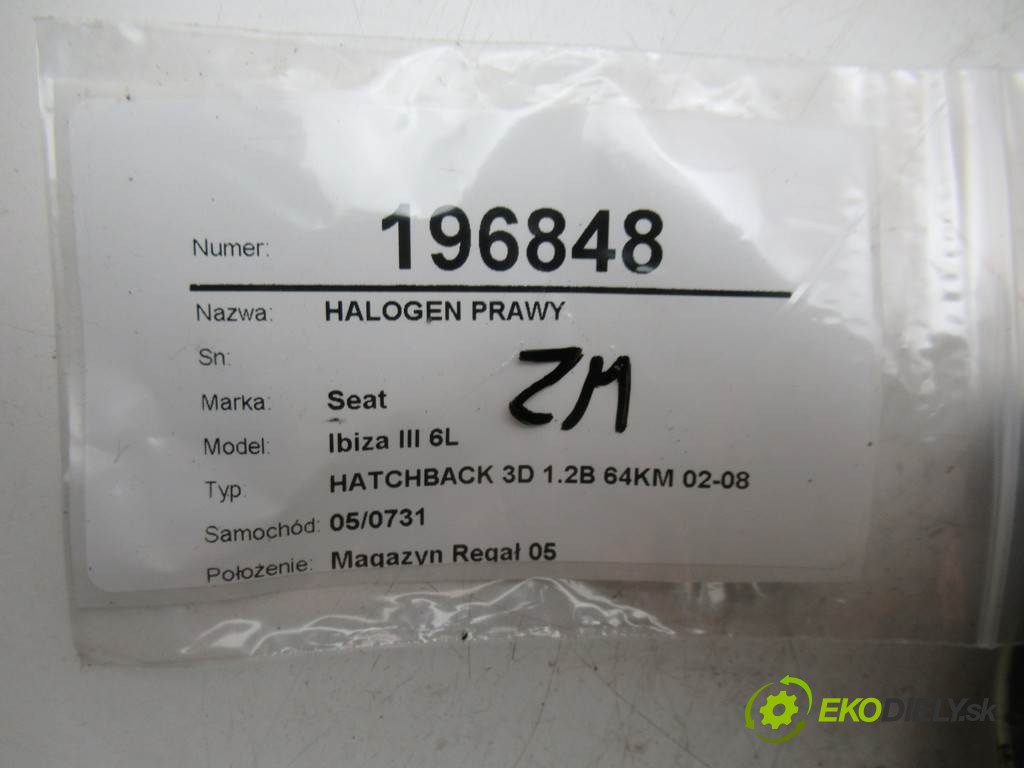 Numer: 196848
Nazwa: HALOGEN PRAWY
Sn:
ZM
Marka: Seat
Model: Ibiza III 6L
Typ: HATCHBACK 3D 1.2B 64KM 02-08
Samochód: 05/0731
Położenie: Magazyn Regał 05
EKODIELY.sk